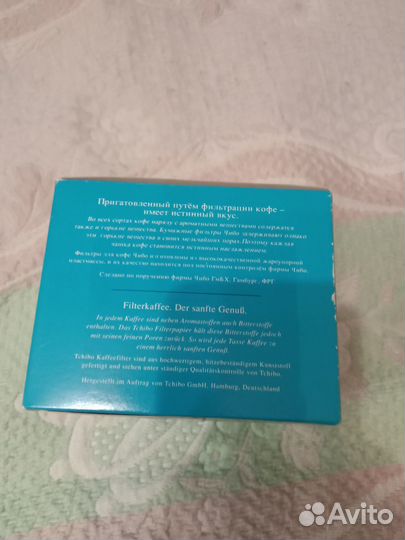 Пригатовленный путём фильтрации кофе –
имеет истинный вкус.
Во всех сортах кофе наряду с ароматными веществами содержатся
также и горькие вещества. Бумажные фильтры Чибо задерживают однако
эти горькие вещества в своих мельчайших порах. Поэтому каждая
чашка кофе становится истинным наслаждением.
Фильтры для кофе Чибо изготовлены из высококачественной, жароупорной
пластмассы, и их качество находится под постоянным контролем фирмы Чибо.
Сделано по поручению фирмы Чибо ГмбХ, Гамбург, ФРГ
Filterkaffee. Der sanfte Genuß.
In jedem Kaffee sind neben Aromastoffen auch Bitterstoffe
enthalten. Das Tchibo Filterpapier hält diese Bitterstoffe jedoch
mit seinen feinen Poren zurück. So wird jede Tasse Kaffee zu
einem herrlich sanften Genuß.
Tchibo Kaffeefilter sind aus hochwertigem, hitzebeständigem Kunststoff
gefertigt und stehen unter ständiger Qualitätskontrolle von Tchibo.
Hergestellt im Auftrag von Tchibo GmbH, Hamburg, Deutschland
Avito